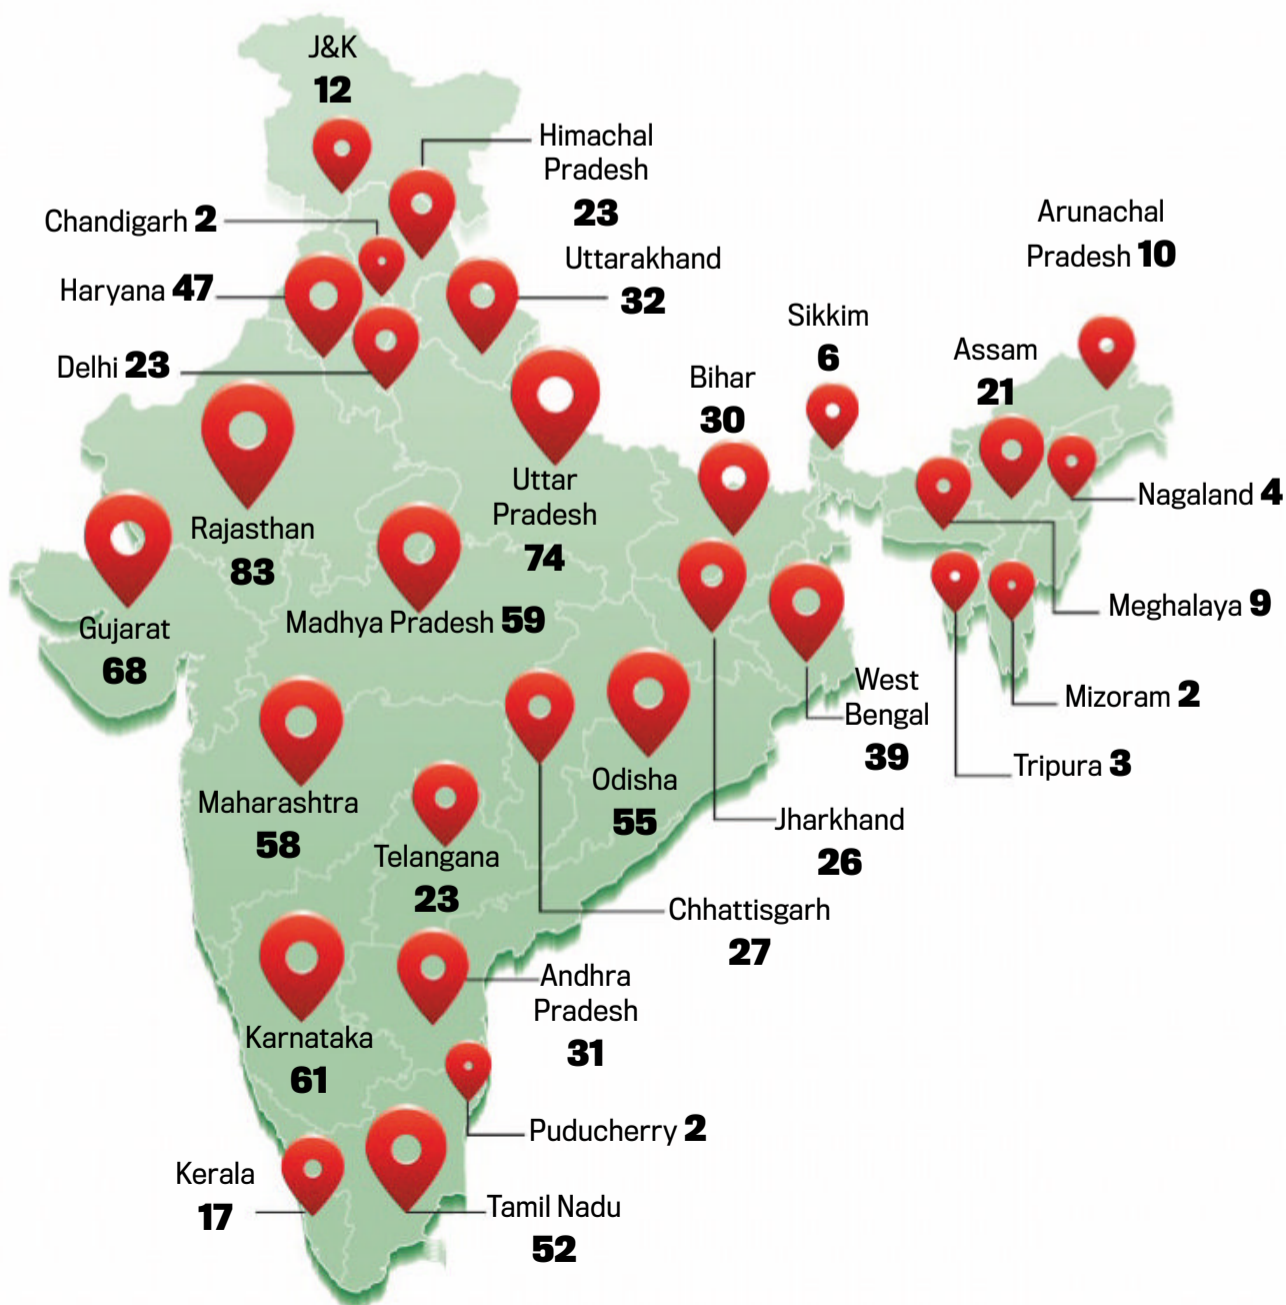 J&K
12
Himachal
Pradesh
23
Chandigarh 2
Arunachal
Pradesh 10
Uttarakhand
32
Haryana 47
Sikkim
6
Assam
21
Delhi 23
Bihar
30
Uttar
Pradesh
74
Nagaland 4
Rajasthan
83
Meghalaya 9
Madhya Pradesh 59
Gujarat
68
West
Bengal
39
Mizoram 2
Tripura 3
Odisha
55
Maharashtra
58
Jharkhand
26
Telangana
23
Chhattisgarh
27
Andhra
Pradesh
31
Karnataka
61
Puducherry 2
Kerala
17
Tamil Nadu
52